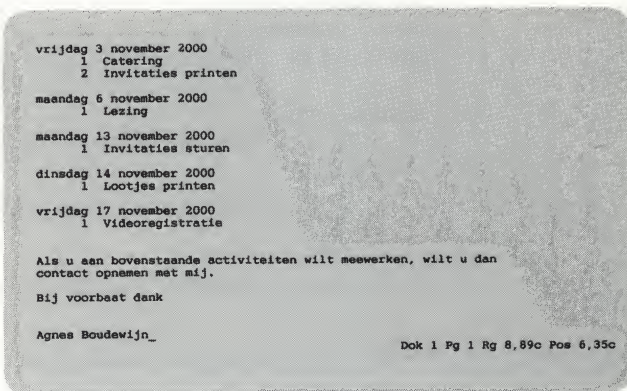 vrijdag 3 november 2000
1 Catering
2 Invitaties printen
maandag 6 november 2000
1 Lezing
maandag 13 november 2000
1 Invitaties sturen
dinsdag 14 november 2000
1 Lootjes printen
vrijdag 17 november 2000
1 Videoregistratie
Als u aan bovenstaande activiteiten wilt meewerken, wilt u dan
contact opnemen met mij.
Bij voorbaat dank
Agnes Boudewijn_
Dok 1 Pg 1 Rg 8,89c Pos 6,35c